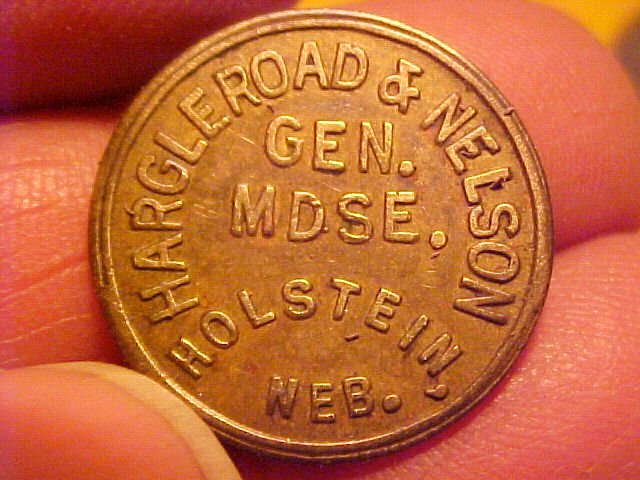 HARGLEROAD & NELSON
GEN.
MDSE.
HOLSTEIN,
NEB.